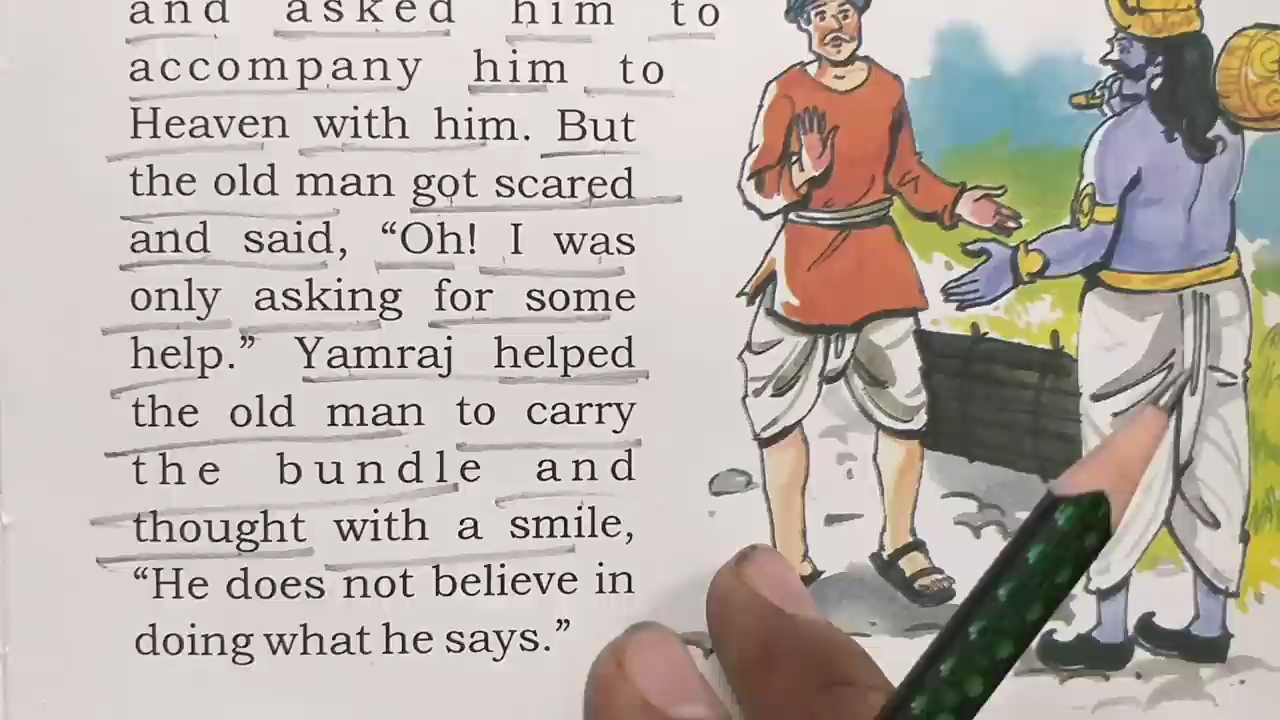 and asked him to
accompany him to
Heaven with him. But
the old man got scared
and said, “Oh! I was
only asking for some
help.” Yamraj helped
the old man to carry
the bundle and
thought with a smile,
“He does not believe in
doing what he says.”